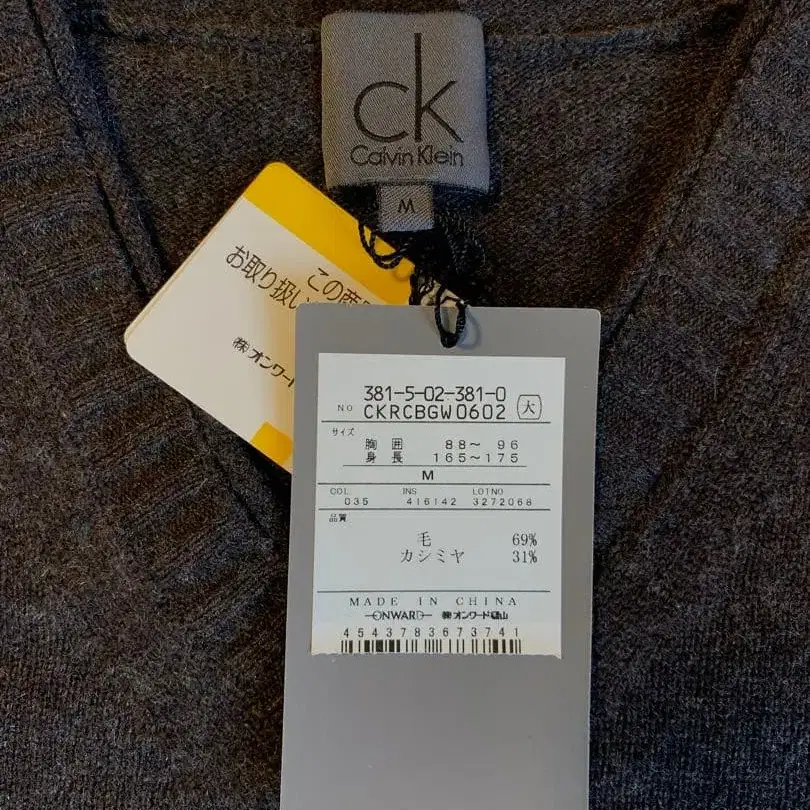 ck
Calvin Klein
M
この商
お取り扱い
㈱オンワード
381-5-02-381-0
NO CKRCBGW0602 大
サイズ
胸 囲 88～ 96
身 長 165～175
M
COL. INS LOTNO
035 416142 3272068
品質
毛 69%
カシミヤ 31%
MADE IN CHINA
ONWARD ㈱オンワード樫山
4543783673741